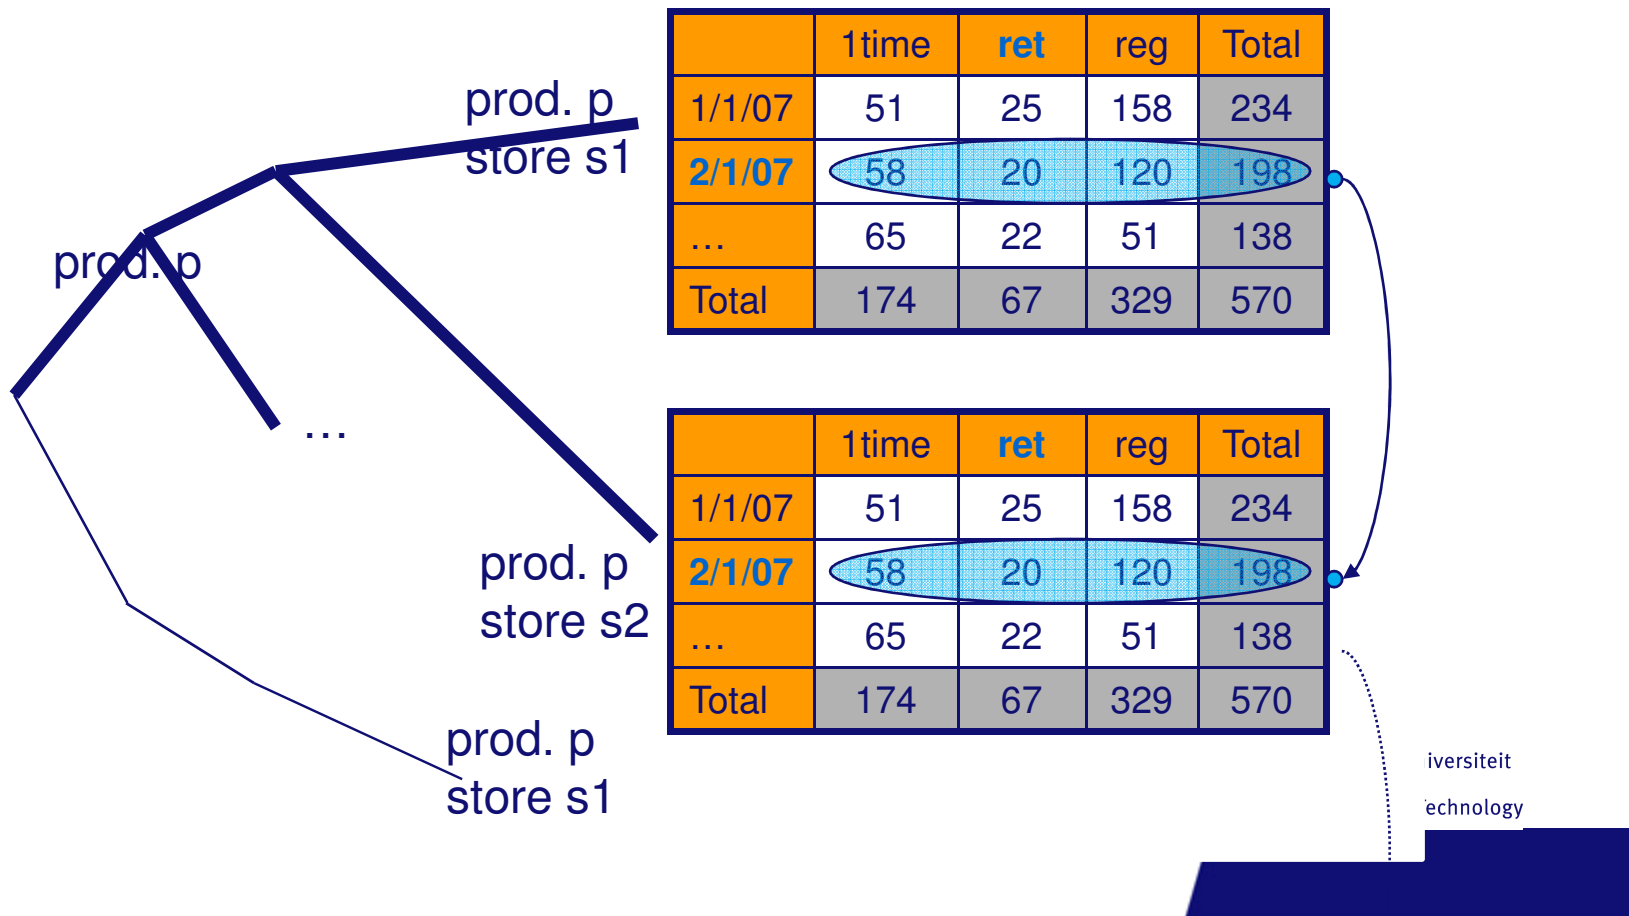 prod. p
store s1
prod. p
…
prod. p
store s2
prod. p
store s1
1time ret reg Total
1/1/07 51 25 158 234
2/1/07 58 20 120 198
… 65 22 51 138
Total 174 67 329 570
1time ret reg Total
1/1/07 51 25 158 234
2/1/07 58 20 120 198
… 65 22 51 138
Total 174 67 329 570
iversiteit
echnology